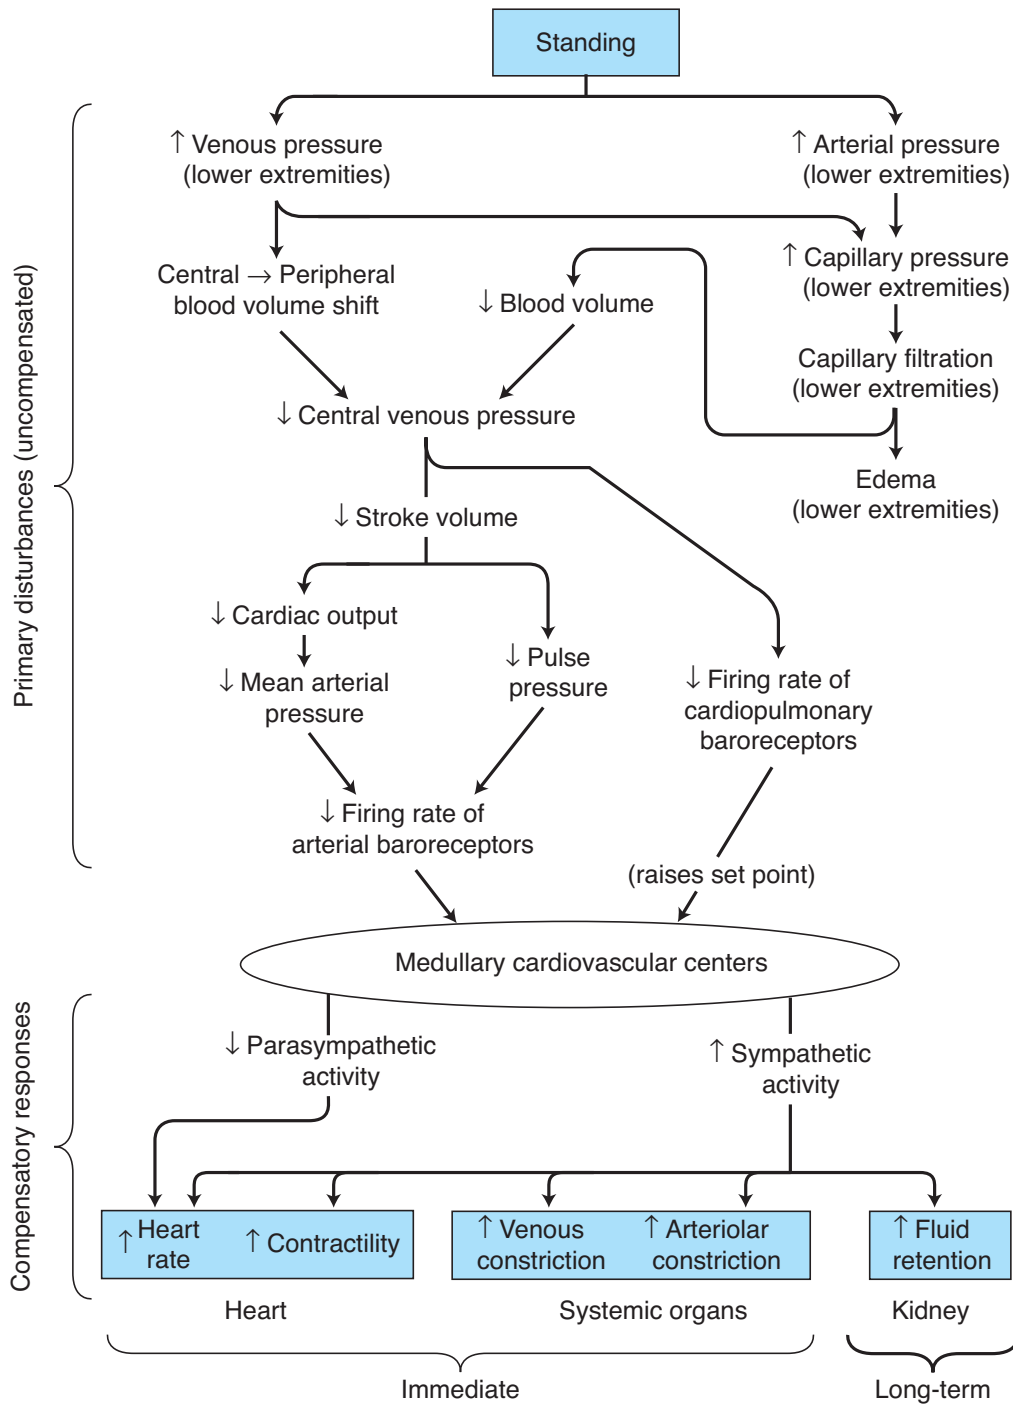 Standing
↑ Venous pressure
(lower extremities)
↑ Arterial pressure
(lower extremities)
Central → Peripheral
blood volume shift
↓ Blood volume
↑ Capillary pressure
(lower extremities)
Capillary filtration
(lower extremities)
↓ Central venous pressure
Edema
(lower extremities)
↓ Stroke volume
↓ Cardiac output
↓ Mean arterial
pressure
↓ Pulse
pressure
↓ Firing rate of
cardiopulmonary
baroreceptors
↓ Firing rate of
arterial baroreceptors
(raises set point)
Primary disturbances (uncompensated)
Medullary cardiovascular centers
↓ Parasympathetic
activity
↑ Sympathetic
activity
Compensatory responses
↑ Heart
rate
↑ Contractility
↑ Venous
constriction
↑ Arteriolar
constriction
↑ Fluid
retention
Heart
Systemic organs
Kidney
Immediate
Long-term